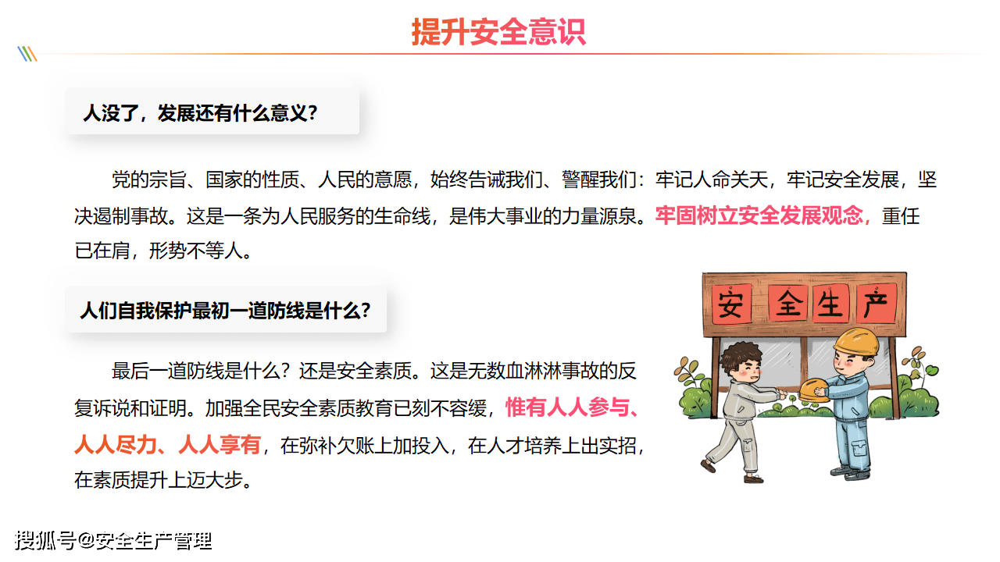 提升安全意识
人没了，发展还有什么意义？
党的宗旨、国家的性质、人民的意愿，始终告诫我们、警醒我们：牢记人命关天，牢记安全发展，坚
决遏制事故。这是一条为人民服务的生命线，是伟大事业的力量源泉。牢固树立安全发展观念，重任
已在肩，形势不等人。
人们自我保护最初一道防线是什么？
最后一道防线是什么？还是安全素质。这是无数血淋淋事故的反
复诉说和证明。加强全民安全素质教育已刻不容缓，惟有人人参与、
人人尽力、人人享有，在弥补欠账上加投入，在人才培养上出实招，
在素质提升上迈大步。
安全生产
搜狐号@安全生产管理